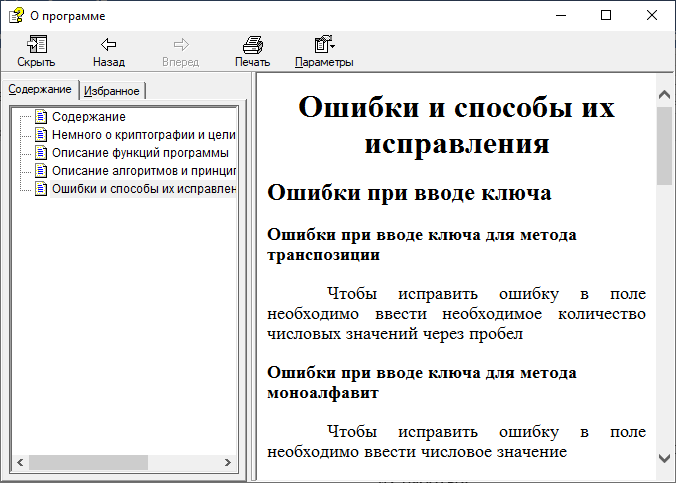 О программе
Скрыть
Назад
Вперед
Печать
Параметры
Содержание
Избранное
Содержание
Немного о криптографии и цели
Описание функций программы
Описание алгоритмов и принцип
Ошибки и способы их исправлен
Ошибки и способы их
исправления
Ошибки при вводе ключа
Ошибки при вводе ключа для метода
транспозиции
Чтобы исправить ошибку в поле
необходимо ввести необходимое количество
числовых значений через пробел
Ошибки при вводе ключа для метода
моноалфавит
Чтобы исправить ошибку в поле
необходимо ввести числовое значение